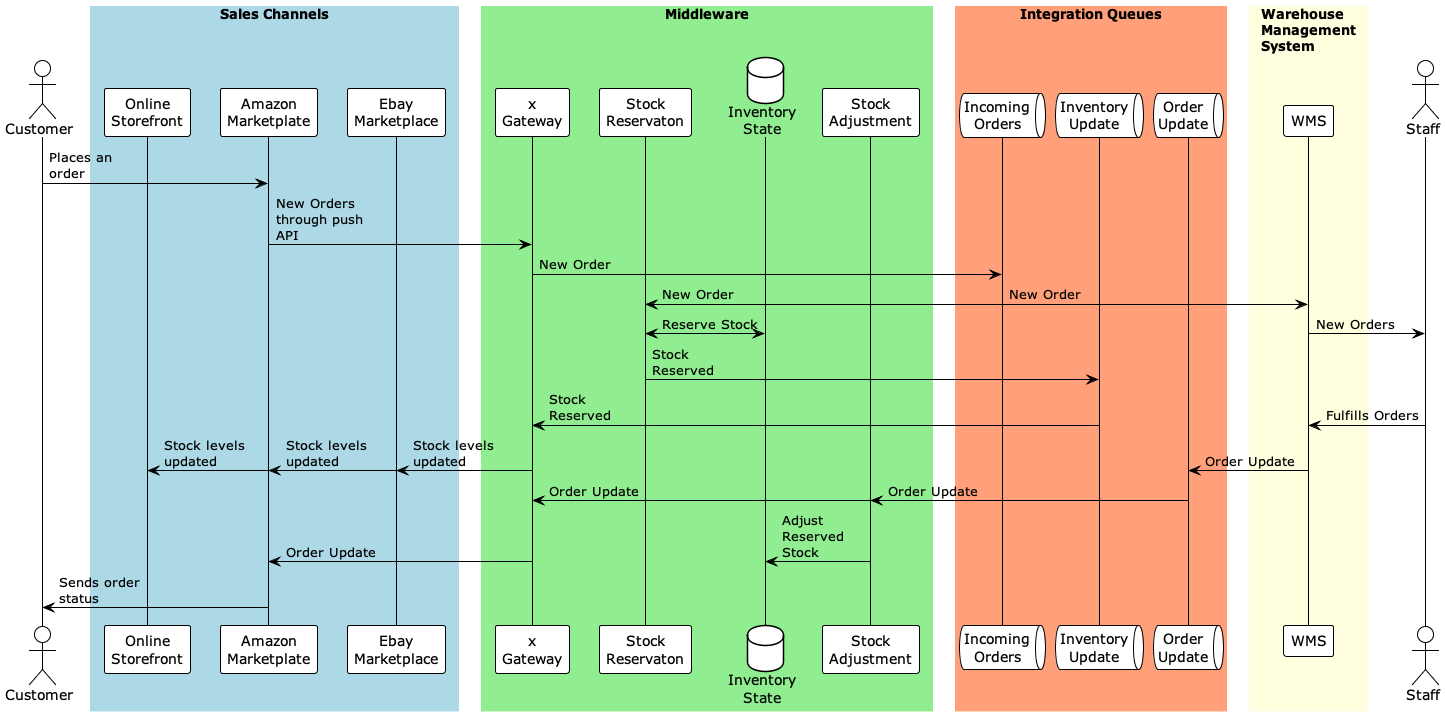 Sales Channels
Middleware
Integration Queues
Warehouse
Management
System
Customer
Online
Storefront
Amazon
Marketplate
Ebay
Marketplace
x
Gateway
Stock
Reservaton
Inventory
State
Stock
Adjustment
Incoming
Orders
Inventory
Update
Order
Update
WMS
Staff
Places an
order
New Orders
through push
API
New Order
New Order
New Order
Reserve Stock
New Orders
Stock
Reserved
Stock
Reserved
Fulfills Orders
Stock levels
updated
Stock levels
updated
Stock levels
updated
Order Update
Order Update
Order Update
Adjust
Reserved
Stock
Order Update
Sends order
status
Customer
Online
Storefront
Amazon
Marketplate
Ebay
Marketplace
x
Gateway
Stock
Reservaton
Inventory
State
Stock
Adjustment
Incoming
Orders
Inventory
Update
Order
Update
WMS
Staff